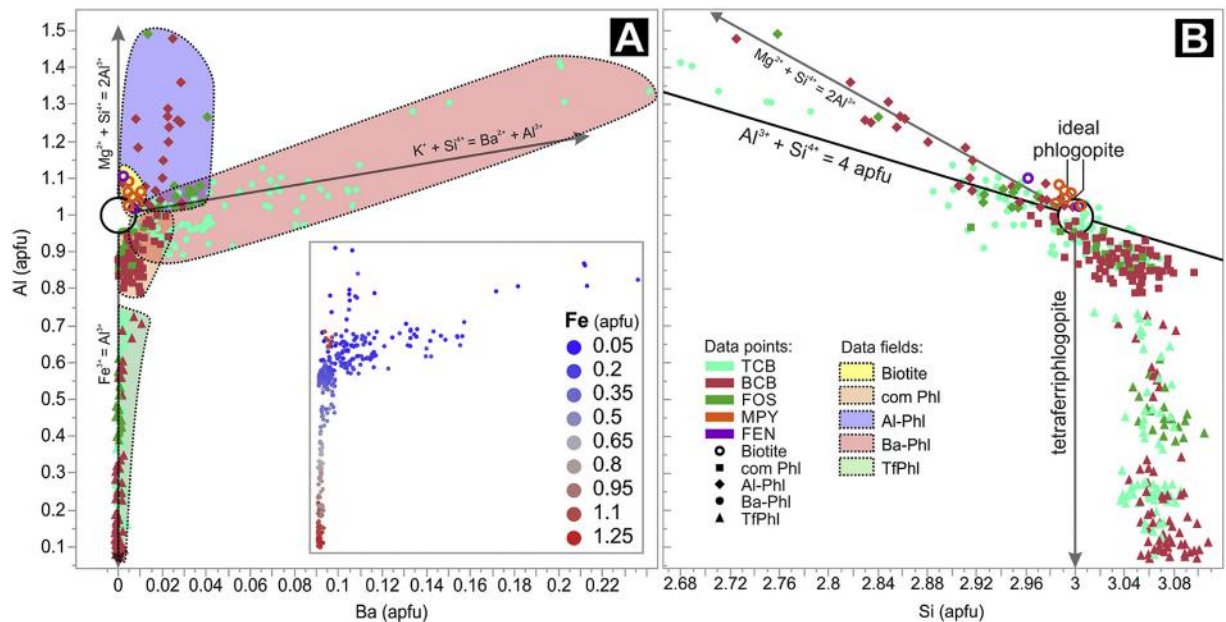 A
1.5
1.4
1.3
1.2
1.1
1
0.9
0.8
0.7
0.6
0.5
0.4
0.3
0.2
0.1
Al (apfu)
Mg²⁺ + Si⁴⁺ = 2Al³⁺
Fe³⁺ = Al³⁺
K⁺ + Si⁴⁺ = Ba²⁺ + Al³⁺
Fe (apfu)
0.05
0.2
0.35
0.5
0.65
0.8
0.95
1.1
1.25
0 0.02 0.04 0.06 0.08 0.1 0.12 0.14 0.16 0.18 0.2 0.22
Ba (apfu)
B
Mg²⁺ + Si⁴⁺ = 2Al³⁺
Al³⁺ + Si⁴⁺ = 4 apfu
ideal
phlogopite
tetraferriphlogopite
Data points:
TCB
BCB
FOS
MPY
FEN
Biotite
com Phl
Al-Phl
Ba-Phl
TfPhl
Data fields:
Biotite
com Phl
Al-Phl
Ba-Phl
TfPhl
2.68 2.72 2.76 2.8 2.84 2.88 2.92 2.96 3 3.04 3.08
Si (apfu)